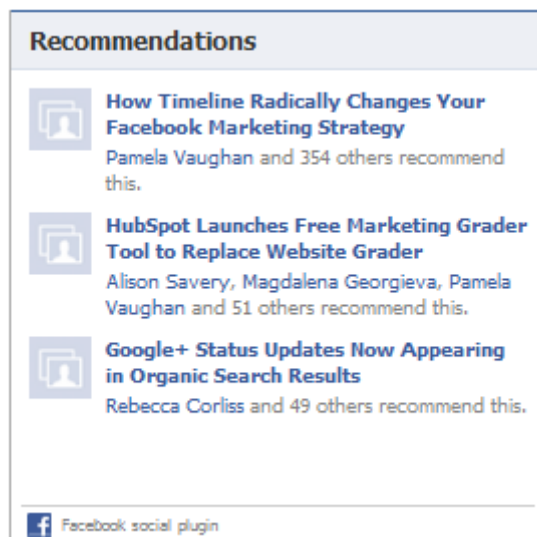 Recommendations
How Timeline Radically Changes Your
Facebook Marketing Strategy
Pamela Vaughan and 354 others recommend
this.
HubSpot Launches Free Marketing Grader
Tool to Replace Website Grader
Alison Savery, Magdalena Georgieva, Pamela
Vaughan and 51 others recommend this.
Google+ Status Updates Now Appearing
in Organic Search Results
Rebecca Corliss and 49 others recommend this.
Facebook social plugin